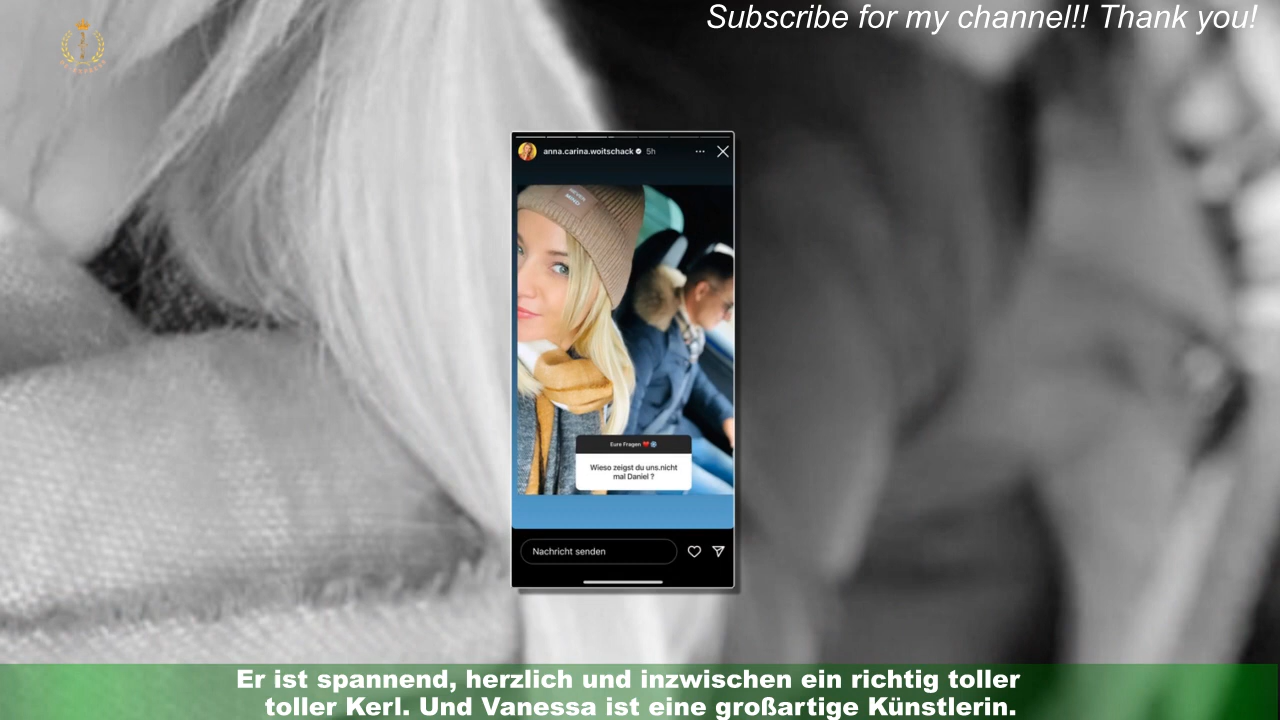 Subscribe for my channel!! Thank you!
anna.carina.woitschack 5h
Eure Fragen
Wieso zeigst du uns.nicht
mal Daniel ?
Nachricht senden
Er ist spannend, herzlich und inzwischen ein richtig toller
toller Kerl. Und Vanessa ist eine großartige Künstlerin.